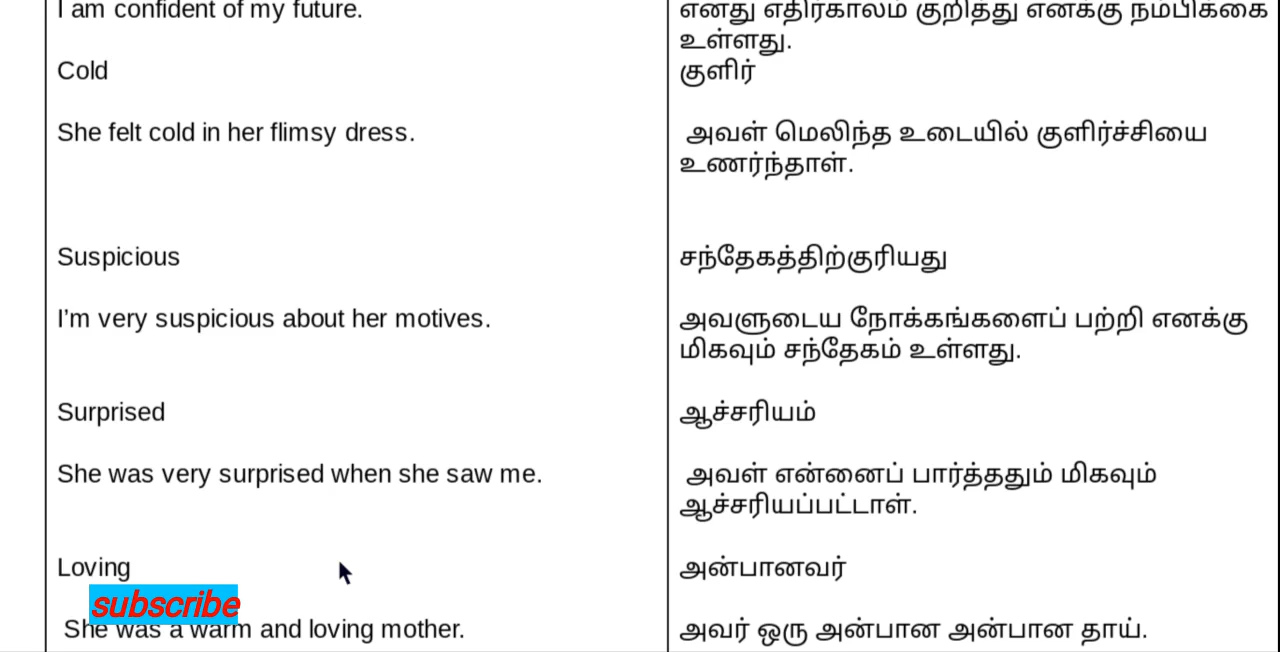 I am confident of my future.
எனது எதிர்காலம் குறித்து எனக்கு நம்பிக்கை
உள்ளது.
Cold
குளிர்
She felt cold in her flimsy dress.
அவள் மெலிந்த உடையில் குளிர்ச்சியை
உணர்ந்தாள்.
Suspicious
சந்தேகத்திற்குரியது
I'm very suspicious about her motives.
அவளுடைய நோக்கங்களைப் பற்றி எனக்கு
மிகவும் சந்தேகம் உள்ளது.
Surprised
ஆச்சரியம்
She was very surprised when she saw me.
அவள் என்னைப் பார்த்ததும் மிகவும்
ஆச்சரியப்பட்டாள்.
Loving
அன்பானவர்
subscribe
She was a warm and loving mother.
அவர் ஒரு அன்பான அன்பான தாய்.